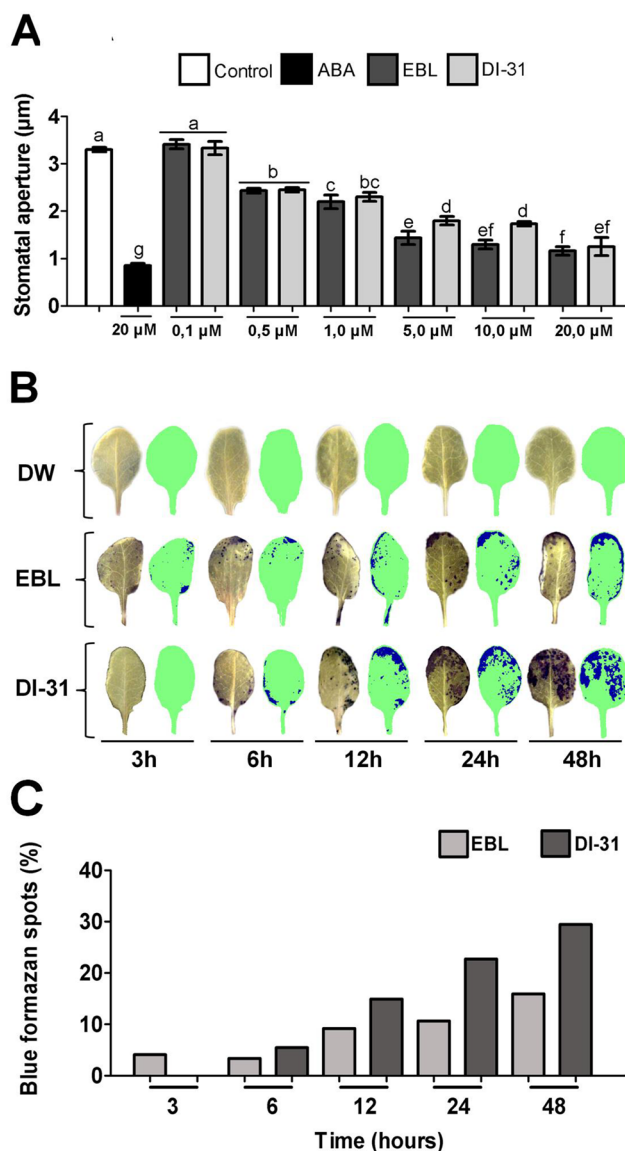 A
Control ABA EBL DI-31
Stomatal aperture (µm)
4
3
2
1
0
a
g
a
b
c
bc
e
d
ef
d
f
ef
20 µM 0,1 µM 0,5 µM 1,0 µM 5,0 µM 10,0 µM 20,0 µM
B
DW
EBL
DI-31
3h 6h 12h 24h 48h
C
EBL DI-31
Blue formazan spots (%)
40
30
20
10
0
3 6 12 24 48
Time (hours)